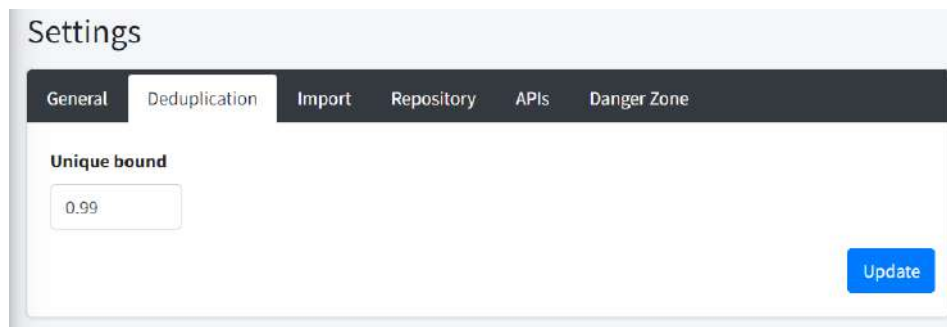 Settings
General Deduplication Import Repository APIs Danger Zone
Unique bound
0.99
Update